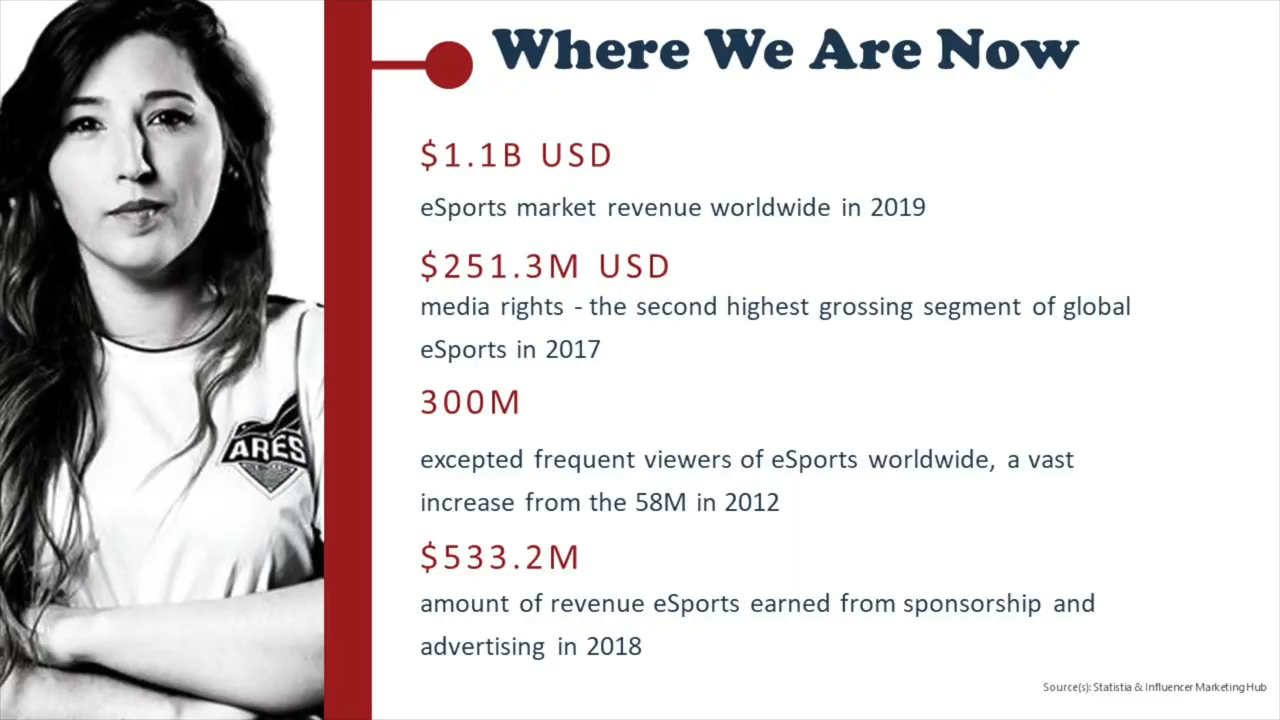 Where We Are Now
$1.1B USD
eSports market revenue worldwide in 2019
$251.3M USD
media rights - the second highest grossing segment of global
eSports in 2017
300M
excepted frequent viewers of eSports worldwide, a vast
increase from the 58M in 2012
ARES
$533.2M
amount of revenue eSports earned from sponsorship and
advertising in 2018
Source(s): Statistia & Influencer Marketing Hub